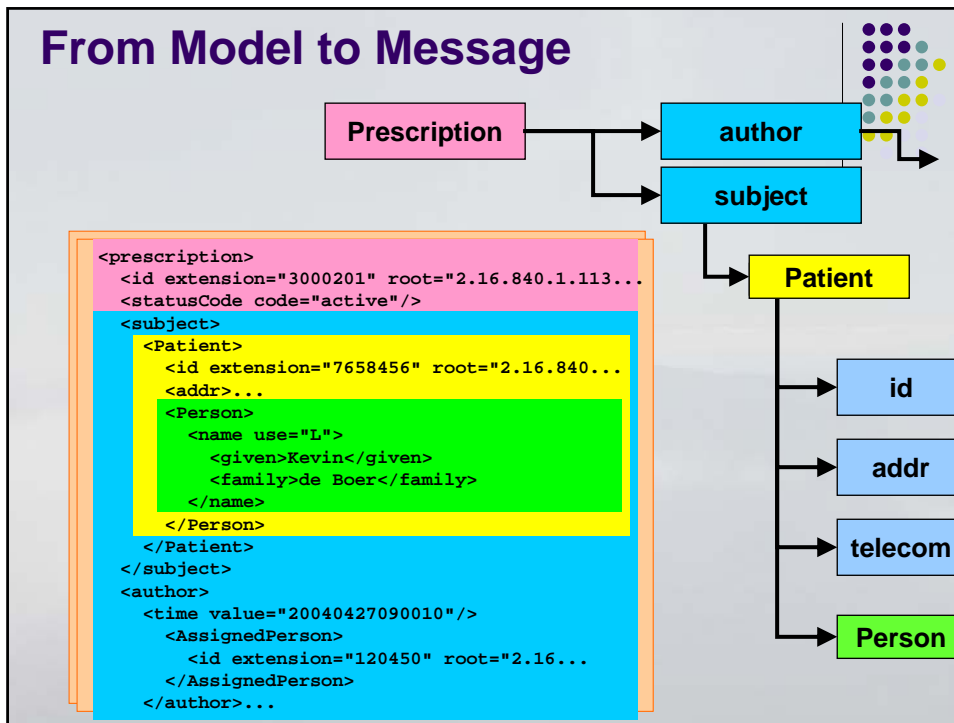 From Model to Message
Prescription
author
subject
Patient
id
addr
telecom
Person
<prescription>
<id extension="3000201" root="2.16.840.1.113...
<statusCode code="active"/>
<subject>
<Patient>
<id extension="7658456" root="2.16.840...
<addr>...
<Person>
<name use="L">
<given>Kevin</given>
<family>de Boer</family>
</name>
</Person>
</Patient>
</subject>
<author>
<time value="20040427090010"/>
<AssignedPerson>
<id extension="120450" root="2.16...
</AssignedPerson>
</author>...